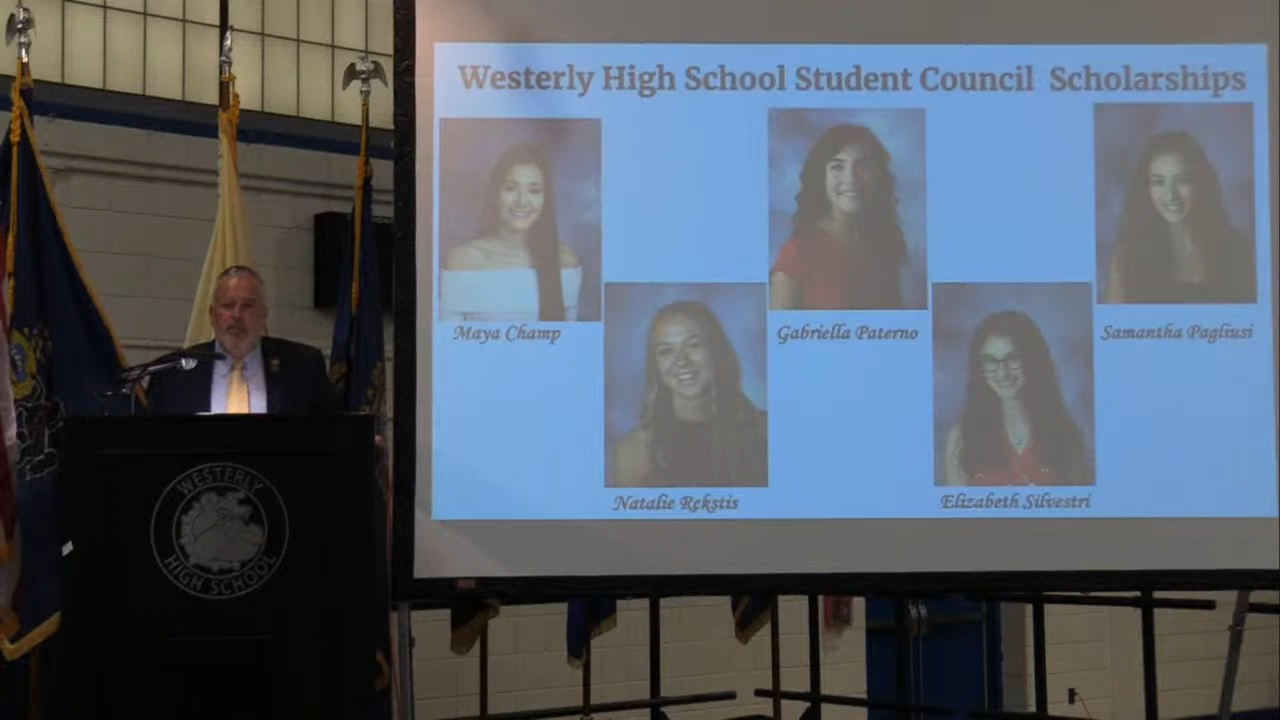 Westerly High School Student Council Scholarships
Maya Champ
Gabriella Paterno
Samantha Pagliusi
Natalie Rekstis
Elizabeth Silvestri
WESTERLY
HIGH SCHOOL